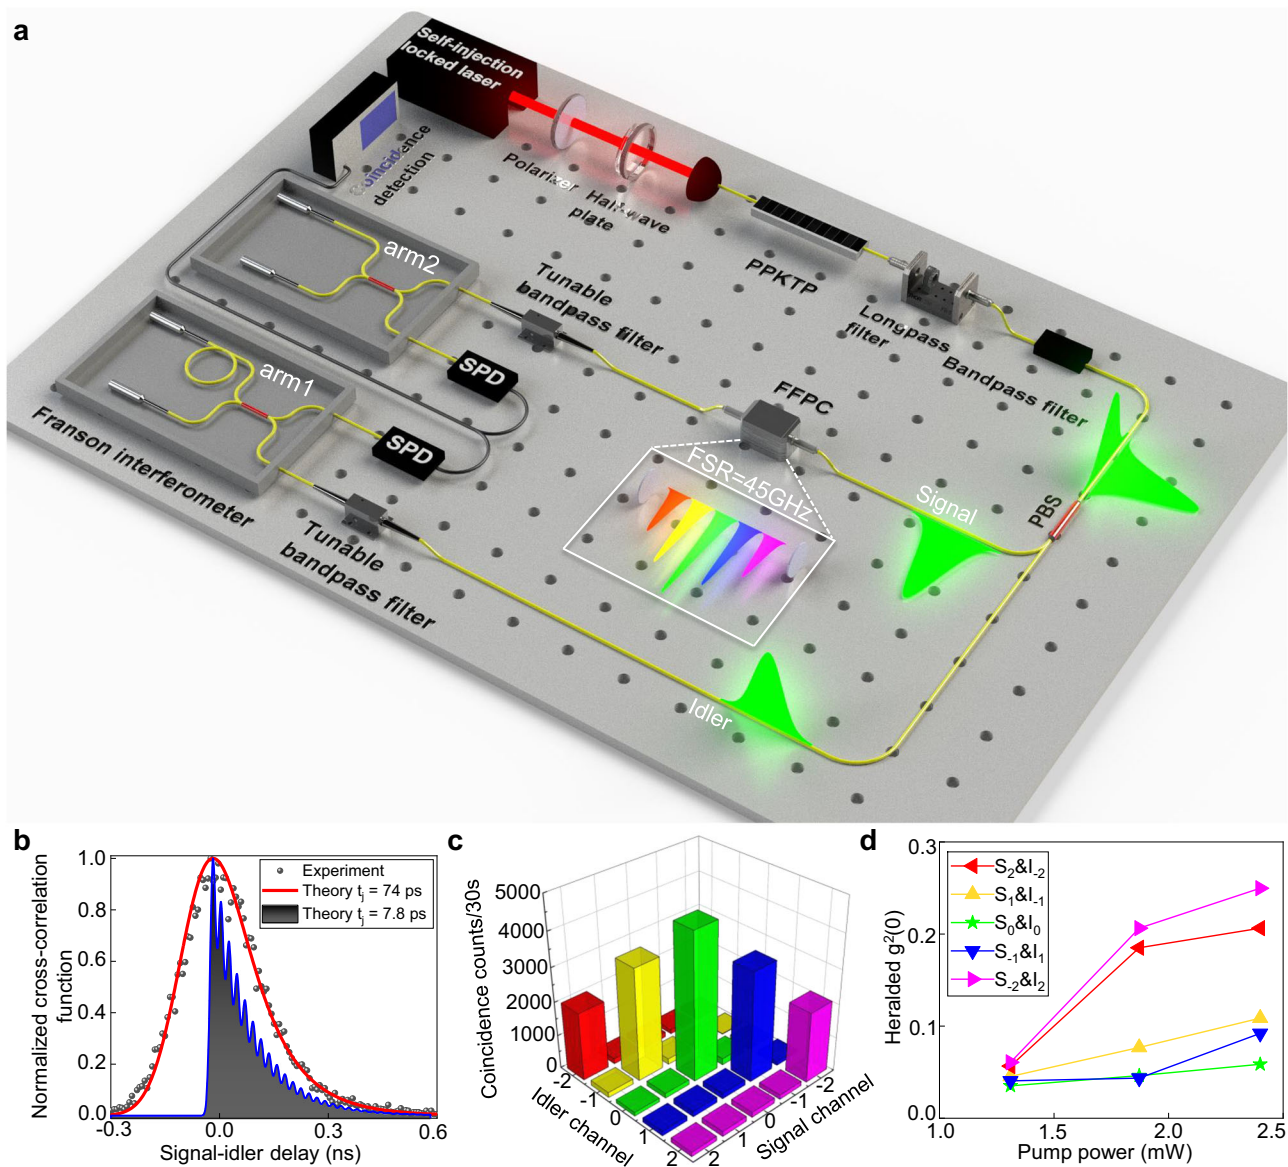 a
Self-injection
locked laser
Coincidence
detection
Polarizer
Half-wave
plate
PPKTP
Longpass
filter
Bandpass filter
arm2
Tunable
bandpass filter
SPD
FFPC
FSR=45GHz
PBS
Signal
arm1
SPD
Franson interferometer
Tunable
bandpass filter
Idler
b
Normalized cross-correlation
function
1.0
0.8
0.6
0.4
0.2
0.0
-0.3
0.0
0.3
0.6
Signal-idler delay (ns)
Experiment
Theory tj = 74 ps
Theory tj = 7.8 ps
c
Coincidence counts/30s
5000
4000
3000
2000
1000
0
-2
-1
0
1
2
Idler channel
-2
-1
0
1
2
Signal channel
d
Heralded g²(0)
0.3
0.2
0.1
0.0
1.0
1.5
2.0
2.5
Pump power (mW)
S₂&I₋₂
S₁&I₋₁
S₀&I₀
S₋₁&I₁
S₋₂&I₂